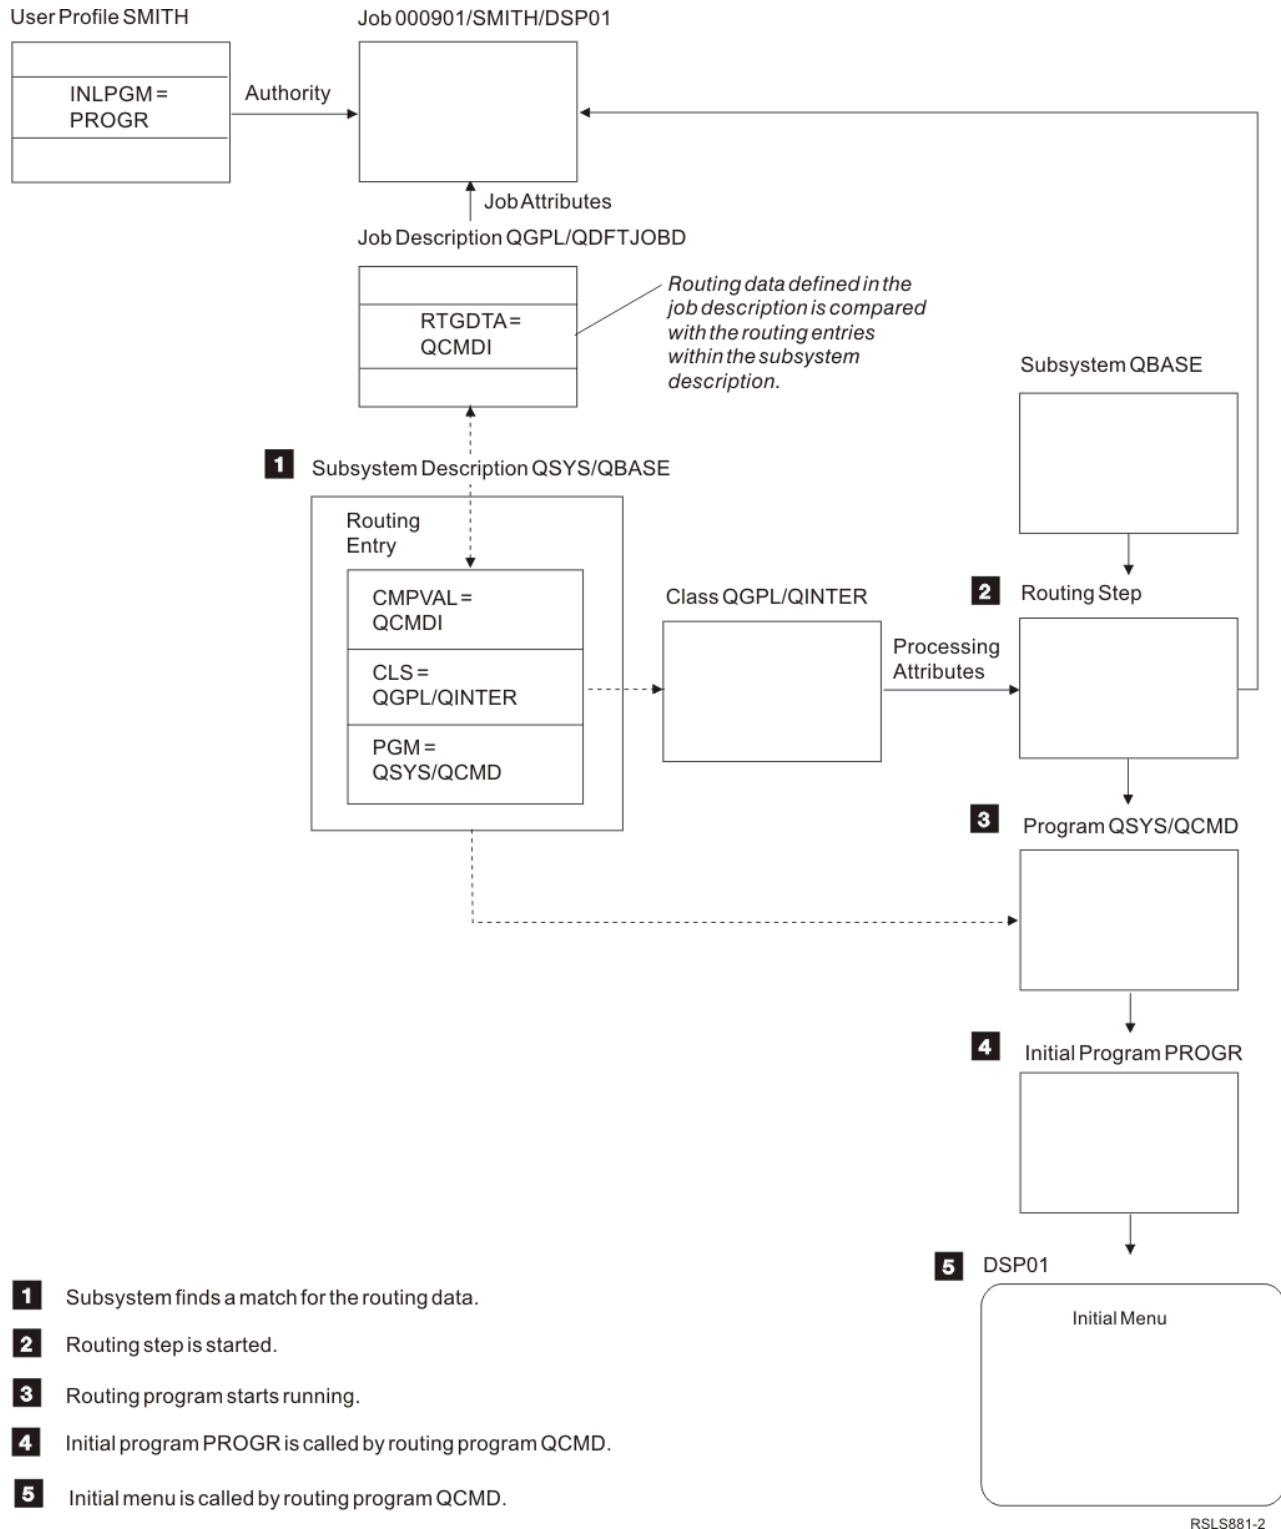 User Profile SMITH
Job 000901/SMITH/DSP01
INLPGM =
PROGR
Authority
Job Attributes
Job Description QGPL/QDFTJOBD
RTGDTA =
QCMDI
Routing data defined in the
job description is compared
with the routing entries
within the subsystem
description.
Subsystem QBASE
1 Subsystem Description QSYS/QBASE
Routing
Entry
CMPVAL =
QCMDI
CLS =
QGPL/QINTER
PGM =
QSYS/QCMD
Class QGPL/QINTER
Processing
Attributes
2 Routing Step
3 Program QSYS/QCMD
4 Initial Program PROGR
5 DSP01
Initial Menu
1 Subsystem finds a match for the routing data.
2 Routing step is started.
3 Routing program starts running.
4 Initial program PROGR is called by routing program QCMD.
5 Initial menu is called by routing program QCMD.
RSLS881-2